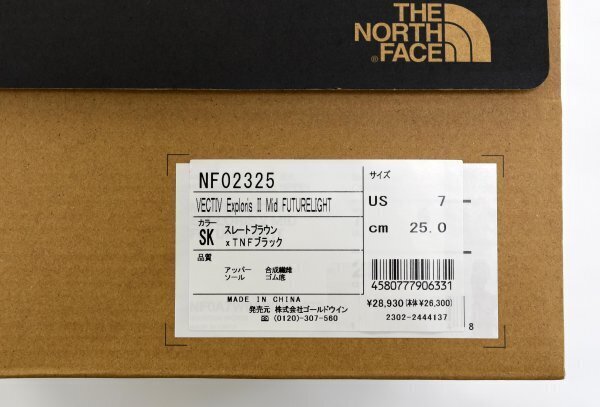 THE
NORTH
FACE
®
NF02325
VECTIV Exploris II Mid FUTURELIGHT
カラー
SK スレートブラウン
xTNFブラック
品質
アッパー 合成繊維
ソール ゴム底
MADE IN CHINA
発売元 株式会社ゴールドウイン
(0120)-307-560
サイズ
US 7
cm 25.0
4580777906331
¥28,930(本体¥26,300)
2302-2444137
8